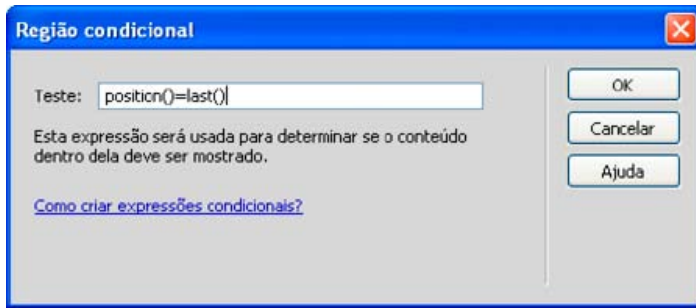 Região condicional
Teste: position()=last()
OK
Esta expressão será usada para determinar se o conteúdo
dentro dela deve ser mostrado.
Cancelar
Ajuda
Como criar expressões condicionais?